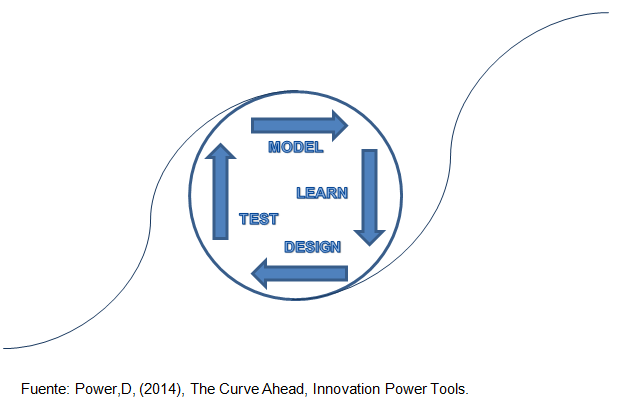 MODEL
LEARN
TEST
DESIGN
Fuente: Power,D, (2014), The Curve Ahead, Innovation Power Tools.